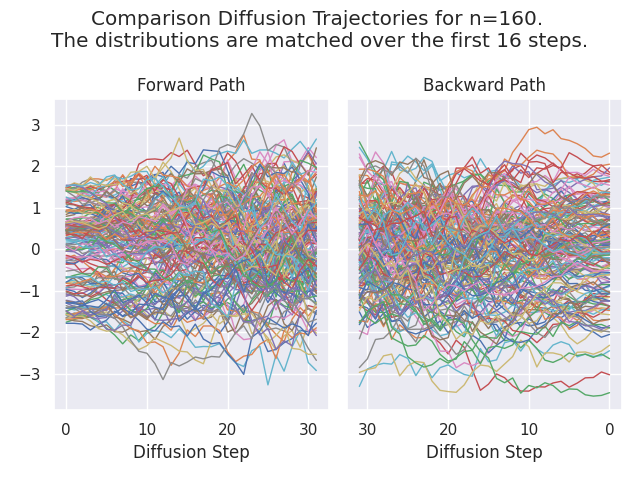 Comparison Diffusion Trajectories for n=160.
The distributions are matched over the first 16 steps.
Forward Path
Backward Path
3
2
1
0
−1
−2
−3
0 10 20 30
30 20 10 0
Diffusion Step
Diffusion Step